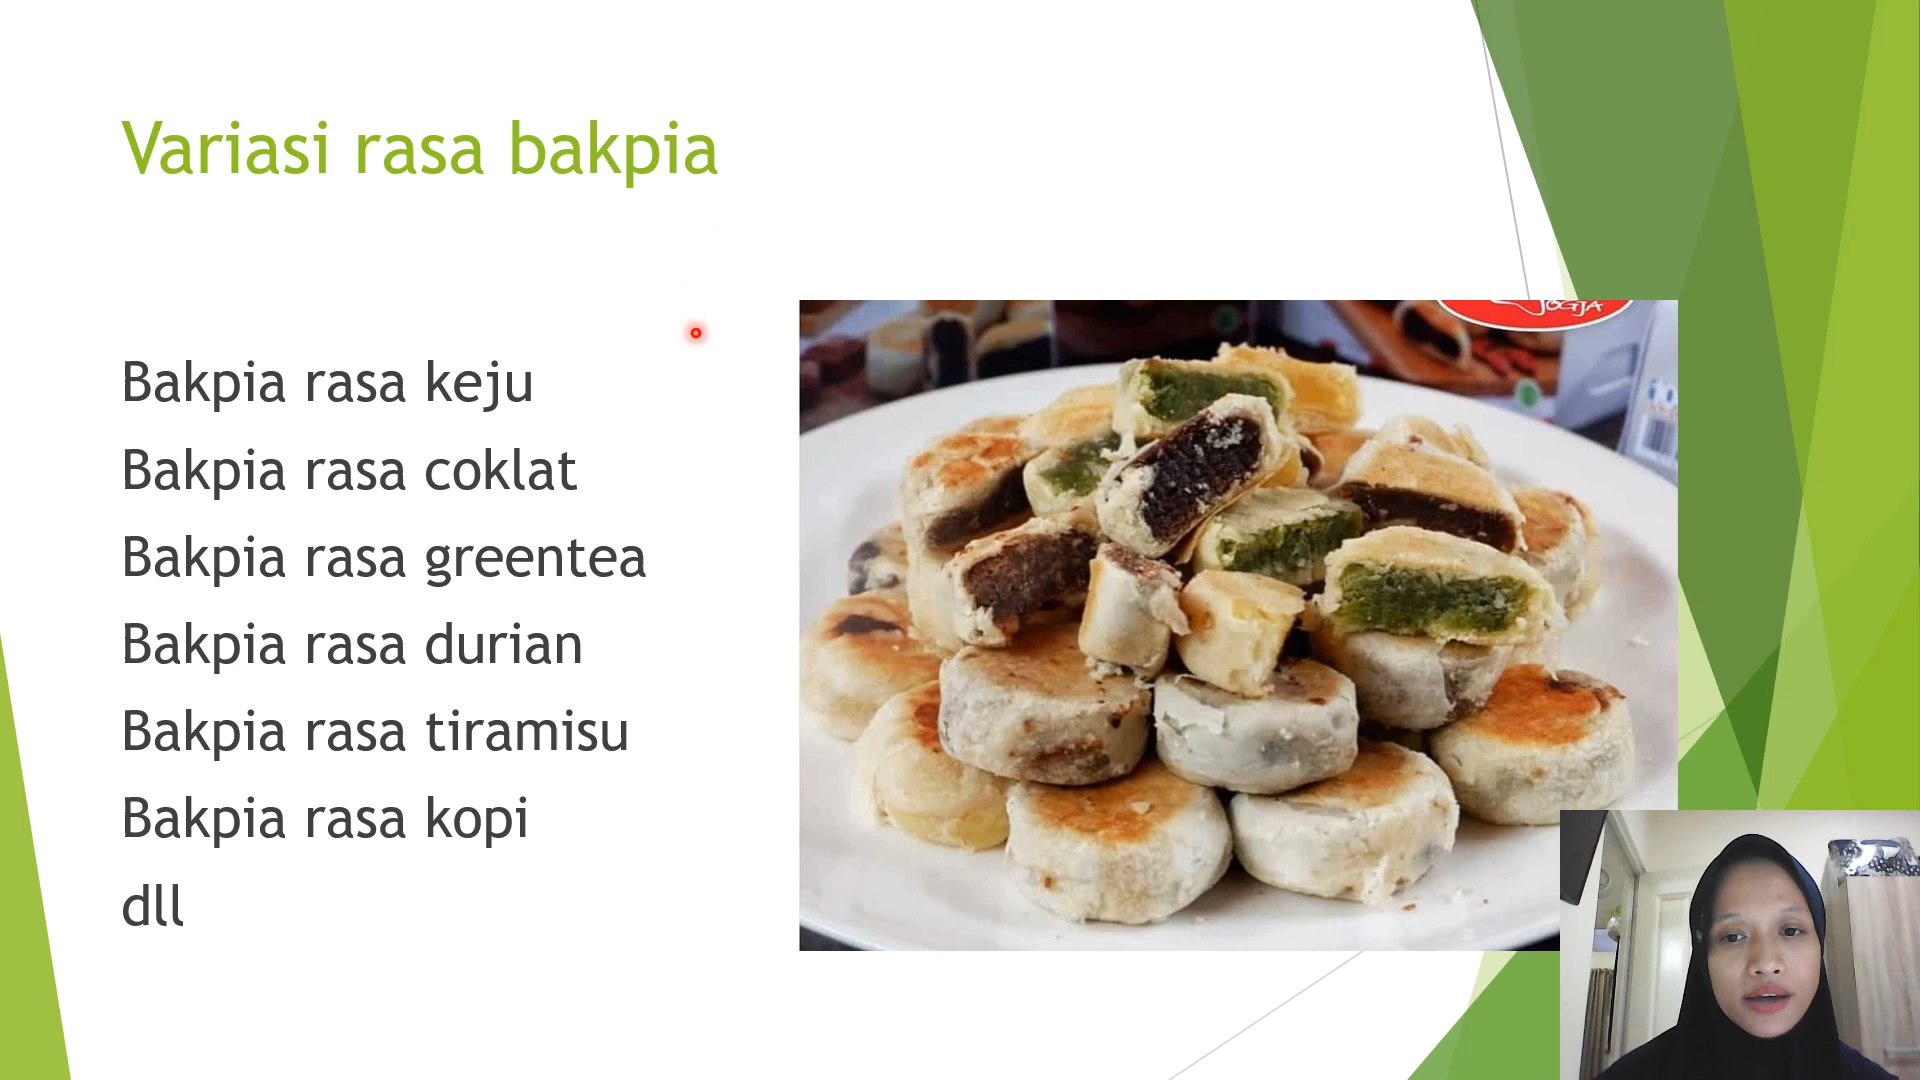 Variasi rasa bakpia
Bakpia rasa keju
Bakpia rasa coklat
Bakpia rasa greentea
Bakpia rasa durian
Bakpia rasa tiramisu
Bakpia rasa kopi
dll
JOGJA